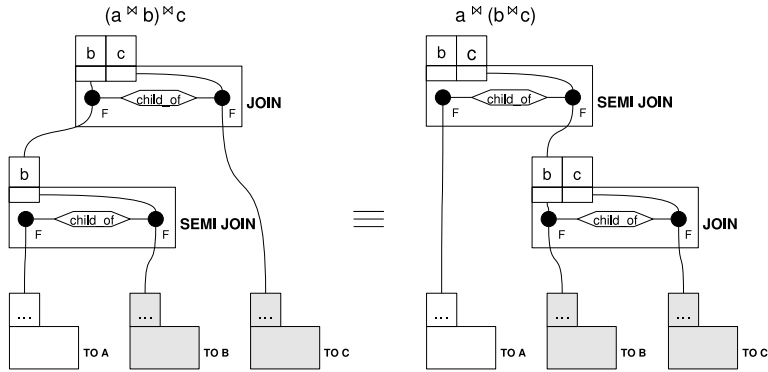 (a ⋈ b) ⋈ c
a ⋈ (b ⋈ c)
b c
b c
child_of
JOIN
F F
child_of
SEMI JOIN
F F
b
b c
child_of
SEMI JOIN
F F
child_of
JOIN
F F
... ... ...
... ... ...
TO A TO B TO C
TO A TO B TO C